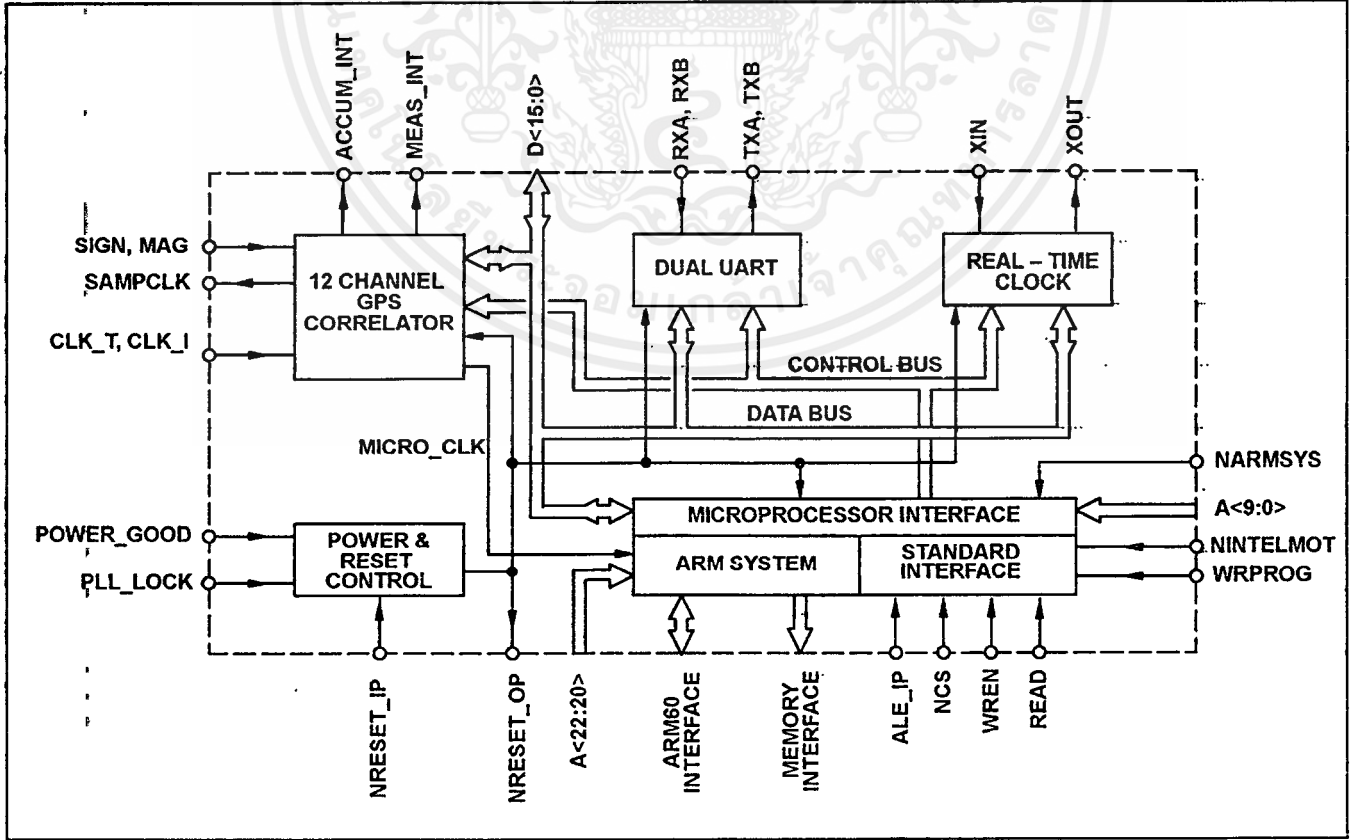 ACCUM_INT
MEAS_INT
D<15:0>
RXA, RXB
TXA, TXB
XIN
XOUT
SIGN, MAG
SAMPCLK
CLK_T, CLK_I
12 CHANNEL
GPS
CORRELATOR
DUAL UART
REAL – TIME
CLOCK
CONTROL BUS
DATA BUS
MICRO_CLK
NARMSYS
A<9:0>
NINTELMOT
WRPROG
POWER_GOOD
PLL_LOCK
POWER &
RESET
CONTROL
MICROPROCESSOR INTERFACE
ARM SYSTEM
STANDARD
INTERFACE
NRESET_IP
NRESET_OP
A<22:20>
ARM60
INTERFACE
MEMORY
INTERFACE
ALE_IP
NCS
WREN
READ